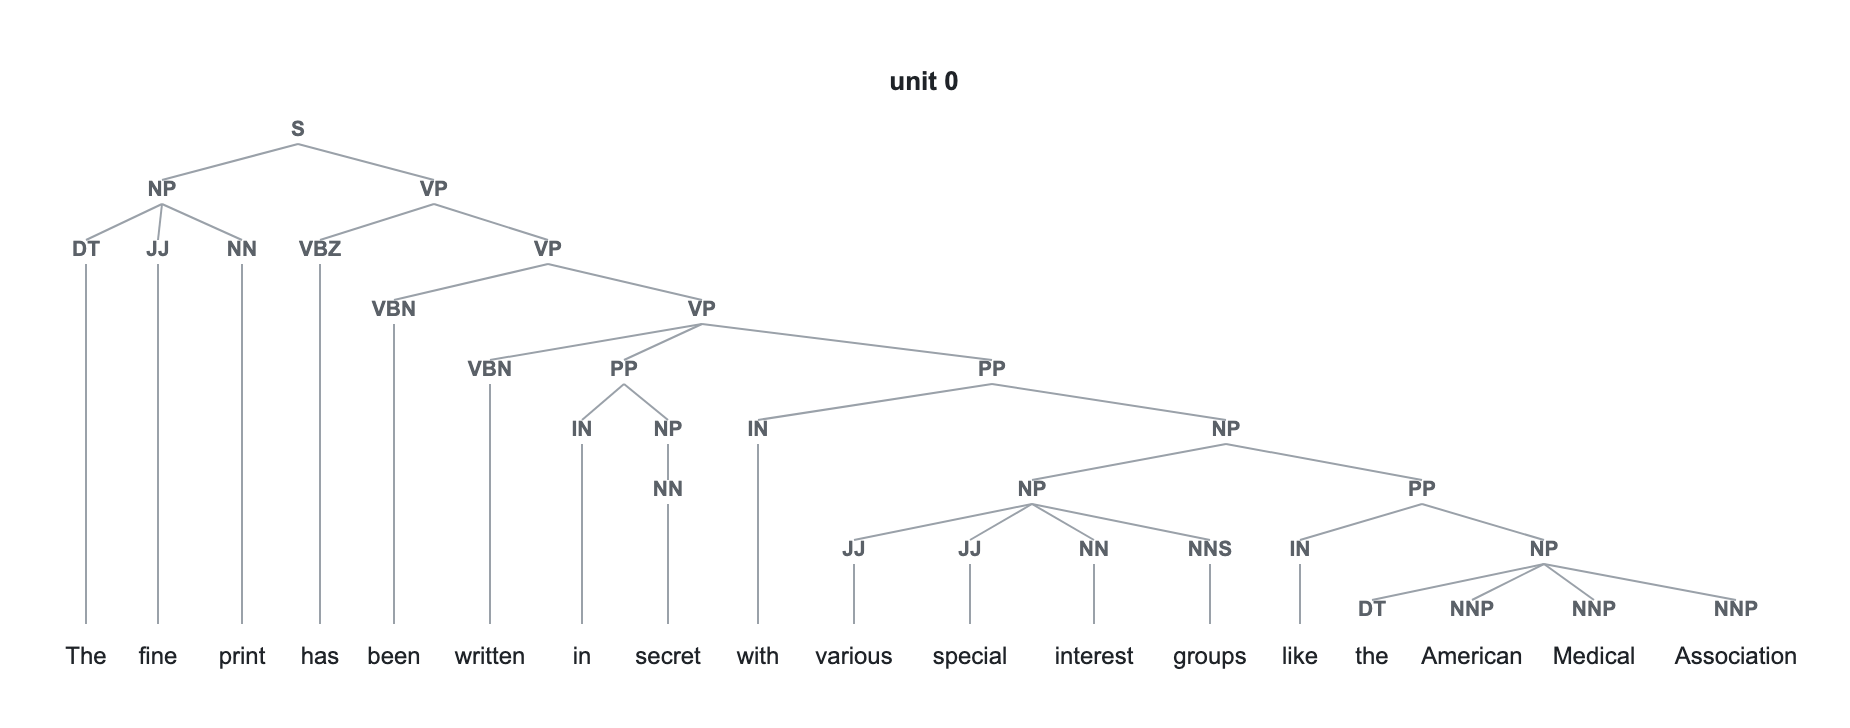 unit 0
S
NP VP
DT JJ NN VBZ VP
VBN VP
VBN PP PP
IN NP IN NP
NN NP PP
JJ JJ NN NNS IN NP
DT NNP NNP NNP
The fine print has been written in secret with various special interest groups like the American Medical Association